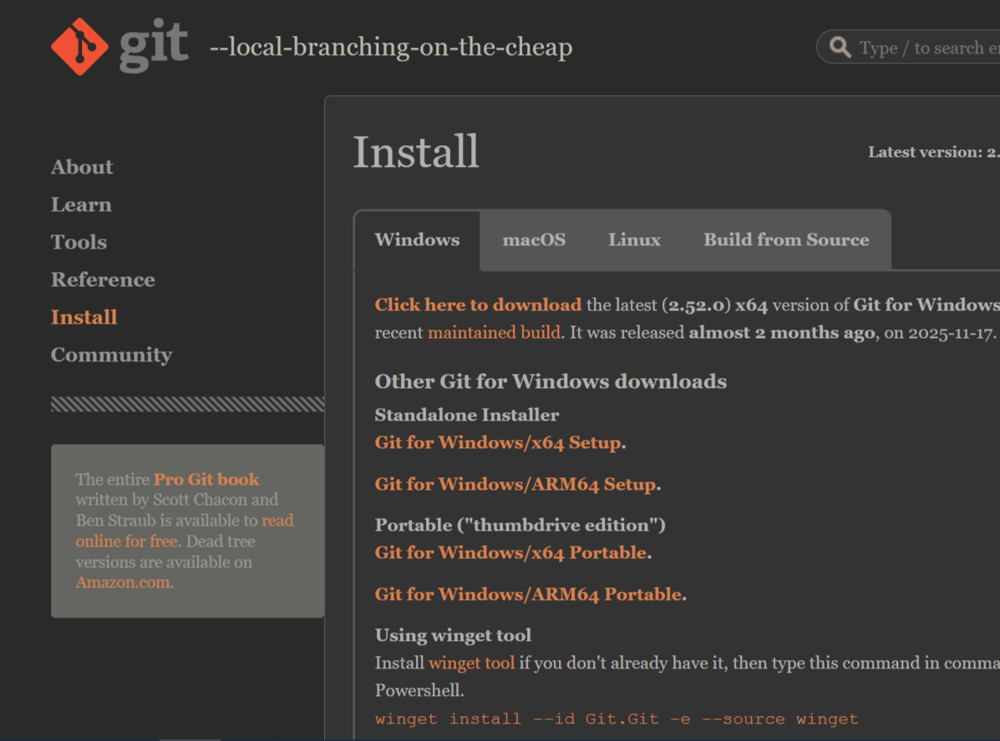 git --local-branching-on-the-cheap
Type / to search
About
Learn
Tools
Reference
Install
Community
The entire Pro Git book
written by Scott Chacon and
Ben Straub is available to read
online for free. Dead tree
versions are available on
Amazon.com.
Install
Latest version: 2.
Windows macOS Linux Build from Source
Click here to download the latest (2.52.0) x64 version of Git for Windows
recent maintained build. It was released almost 2 months ago, on 2025-11-17.
Other Git for Windows downloads
Standalone Installer
Git for Windows/x64 Setup.
Git for Windows/ARM64 Setup.
Portable ("thumbdrive edition")
Git for Windows/x64 Portable.
Git for Windows/ARM64 Portable.
Using winget tool
Install winget tool if you don't already have it, then type this command in
Powershell.
winget install --id Git.Git -e --source winget